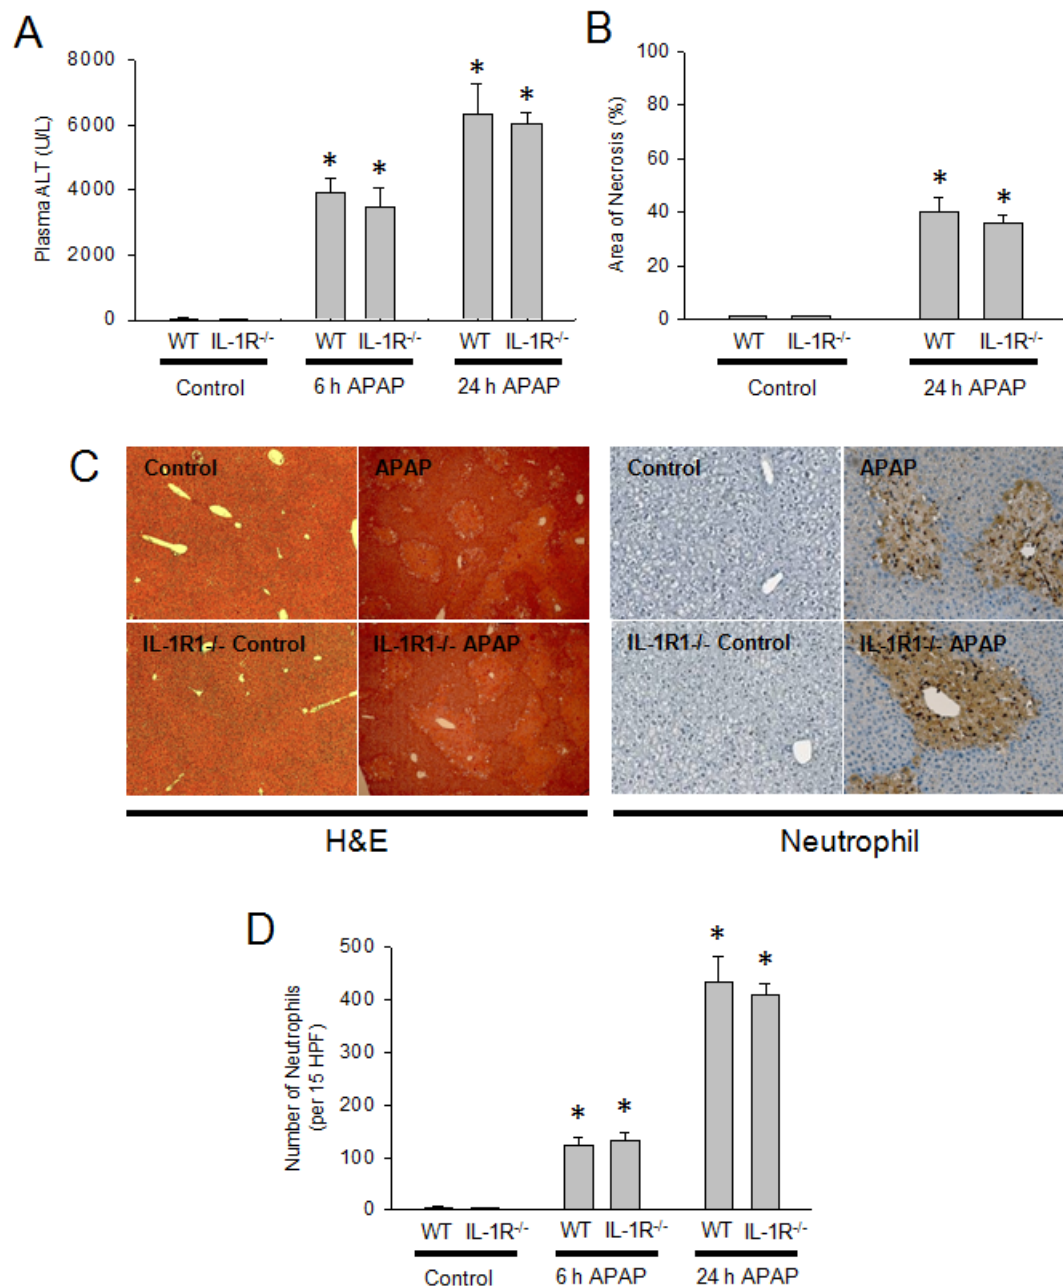 A
Plasma ALT (U/L)
8000
6000
4000
2000
0
*
*
*
*
WT IL-1R-/- WT IL-1R-/- WT IL-1R-/-
Control 6 h APAP 24 h APAP
B
Area of Necrosis (%)
100
80
60
40
20
0
*
*
WT IL-1R-/- WT IL-1R-/-
Control 24 h APAP
C
Control APAP Control APAP
IL-1R1-/- Control IL-1R1-/- APAP IL-1R1-/- Control IL-1R1-/- APAP
H&E Neutrophil
D
Number of Neutrophils
(per 15 HPF)
500
400
300
200
100
0
*
*
*
*
WT IL-1R-/- WT IL-1R-/- WT IL-1R-/-
Control 6 h APAP 24 h APAP